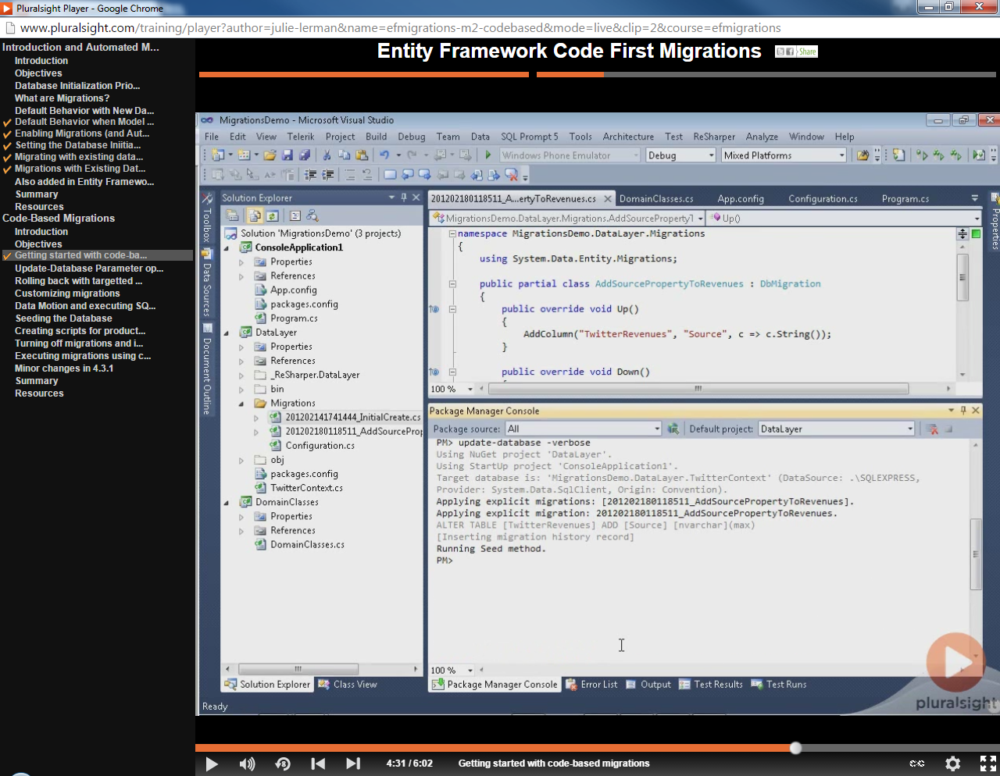 Pluralsight Player - Google Chrome
www.pluralsight.com/training/player?author=julie-lerman&name=efmigrations-m2-codebased&mode=live&clip=2&course=efmigrations
Introduction and Automated M...
Introduction
Objectives
Database Initialization Prio...
What are Migrations?
Default Behavior with New Da...
Default Behavior when Model ...
Enabling Migrations (and Aut...
Setting the Database Iniitia...
Migrating with existing data...
Migrations with Existing Dat...
Also added in Entity Framewo...
Summary
Resources
Code-Based Migrations
Introduction
Objectives
Getting started with code-ba...
Update-Database Parameter op...
Rolling back with targetted ...
Customizing migrations
Data Motion and executing SQ...
Seeding the Database
Creating scripts for product...
Turning off migrations and i...
Executing migrations using c...
Minor changes in 4.3.1
Summary
Resources
Entity Framework Code First Migrations
Share
MigrationsDemo - Microsoft Visual Studio
File Edit View Telerik Project Build Debug Team Data SQL Prompt 5 Tools Architecture Test ReSharper Analyze Window Help
Windows Phone Emulator Debug Mixed Platforms
Toolbox
Data Sources
Document Outline
Solution Explorer
Solution 'MigrationsDemo' (3 projects)
ConsoleApplication1
Properties
References
App.config
packages.config
Program.cs
DataLayer
Properties
References
_ReSharper.DataLayer
bin
Migrations
201202141741444_InitialCreate.cs
201202180118511_AddSourceProp
Configuration.cs
obj
packages.config
TwitterContext.cs
DomainClasses
Properties
References
DomainClasses.cs
Solution Explorer Class View
201202180118511_A...ertyToRevenues.cs DomainClasses.cs App.config Configuration.cs Program.cs
MigrationsDemo.DataLayer.Migrations.AddSourcePropertyT Up()
namespace MigrationsDemo.DataLayer.Migrations
{
using System.Data.Entity.Migrations;
public partial class AddSourcePropertyToRevenues : DbMigration
{
public override void Up()
{
AddColumn("TwitterRevenues", "Source", c => c.String());
}
public override void Down()
100 %
Properties
Package Manager Console
Package source: All Default project: DataLayer
PM> update-database -verbose
Using NuGet project 'DataLayer'.
Using StartUp project 'ConsoleApplication1'.
Target database is: 'MigrationsDemo.DataLayer.TwitterContext' (DataSource: .\SQLEXPRESS,
Provider: System.Data.SqlClient, Origin: Convention).
Applying explicit migrations: [201202180118511_AddSourcePropertyToRevenues].
Applying explicit migration: 201202180118511_AddSourcePropertyToRevenues.
ALTER TABLE [TwitterRevenues] ADD [Source] [nvarchar](max)
[Inserting migration history record]
Running Seed method.
PM>
100 %
Package Manager Console Error List Output Test Results Test Runs
Ready
pluralsight
8
4:31 / 6:02 Getting started with code-based migrations
CC